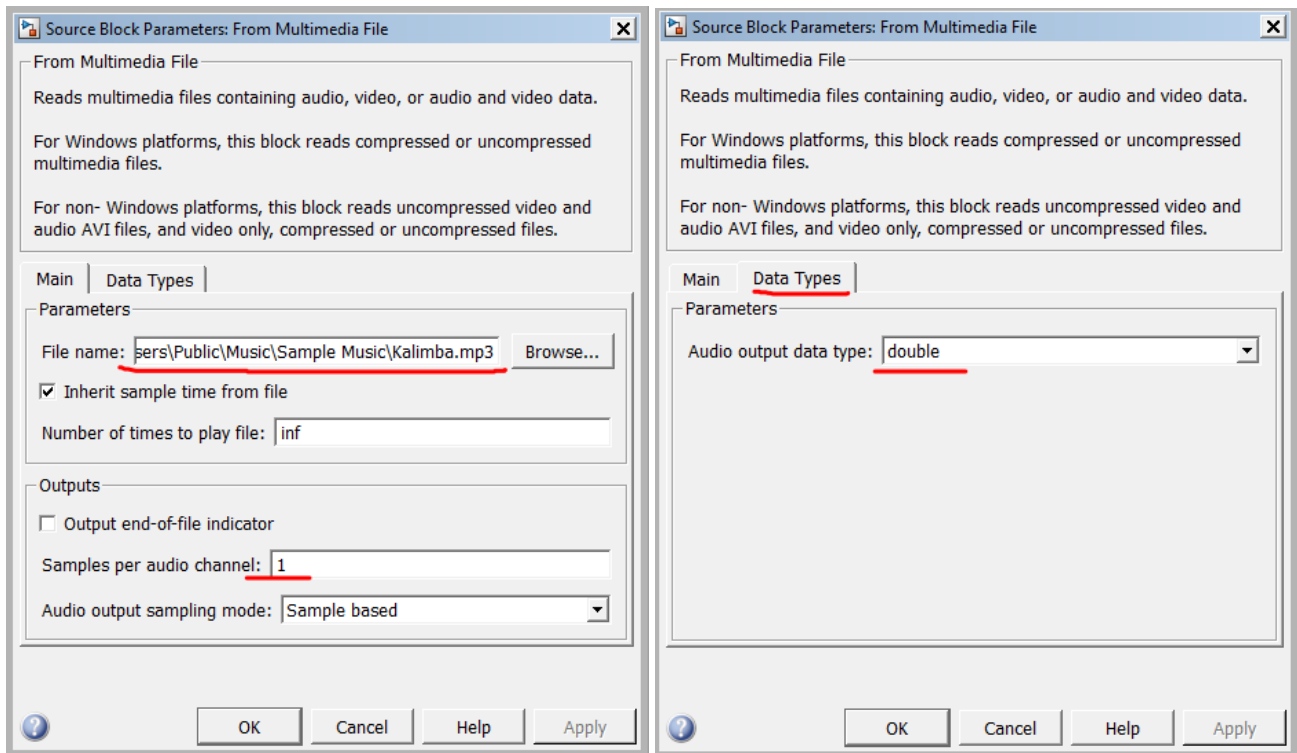 Source Block Parameters: From Multimedia File
From Multimedia File
Reads multimedia files containing audio, video, or audio and video data.
For Windows platforms, this block reads compressed or uncompressed
multimedia files.
For non- Windows platforms, this block reads uncompressed video and
audio AVI files, and video only, compressed or uncompressed files.
Main
Data Types
Parameters
File name: sers\Public\Music\Sample Music\Kalimba.mp3 Browse...
Inherit sample time from file
Number of times to play file: inf
Outputs
Output end-of-file indicator
Samples per audio channel: 1
Audio output sampling mode: Sample based
OK Cancel Help Apply
Source Block Parameters: From Multimedia File
From Multimedia File
Reads multimedia files containing audio, video, or audio and video data.
For Windows platforms, this block reads compressed or uncompressed
multimedia files.
For non- Windows platforms, this block reads uncompressed video and
audio AVI files, and video only, compressed or uncompressed files.
Main
Data Types
Parameters
Audio output data type: double
OK Cancel Help Apply